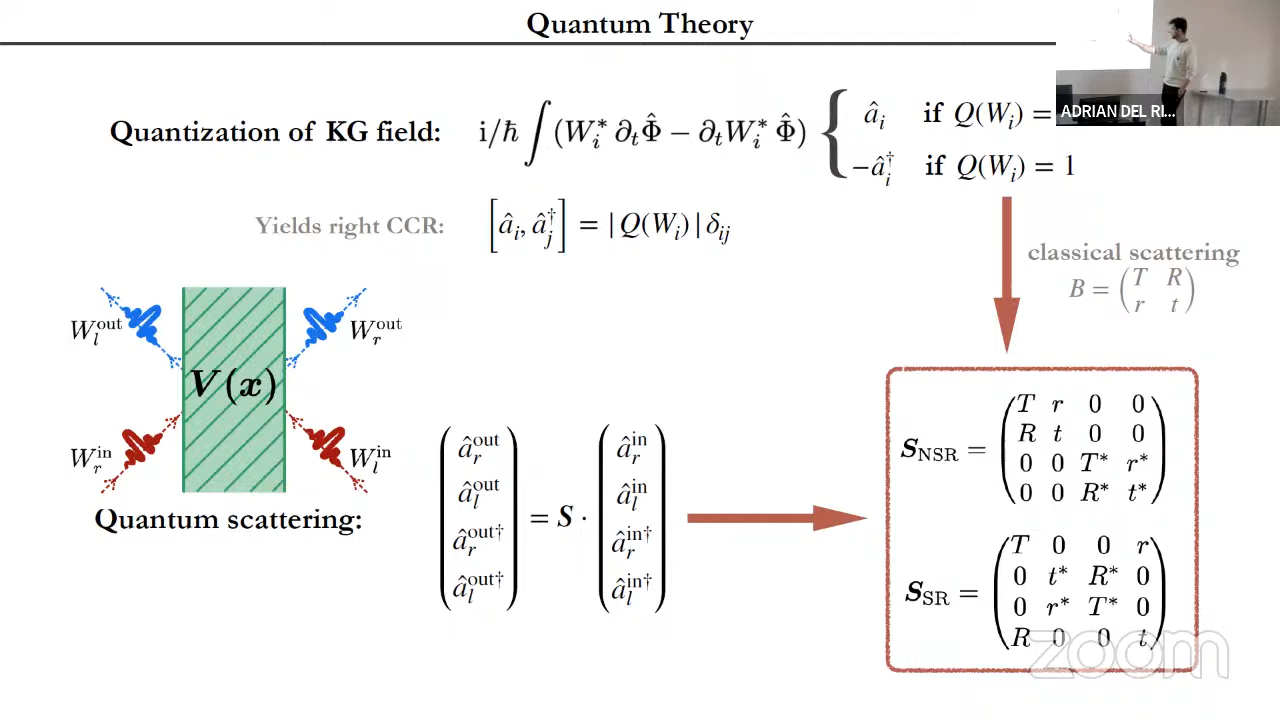 Quantum Theory
ADRIAN DEL RI...
Quantization of KG field: i/ħ ∫(W_i^* ∂_t Φ̂ − ∂_t W_i^* Φ̂) { â_i if Q(W_i) =
−â_i^† if Q(W_i) = 1
Yields right CCR: [â_i, â_j^†] = |Q(W_i)| δ_ij
classical scattering
B = (T R
r t)
W_l^out W_r^out
V(x)
W_r^in W_l^in
Quantum scattering:
(â_r^out
â_l^out
â_r^out†
â_l^out†) = S · (â_r^in
â_l^in
â_r^in†
â_l^in†)
S_NSR = (T r 0 0
R t 0 0
0 0 T* r*
0 0 R* t*)
S_SR = (T 0 0 r
0 t* R* 0
0 r* T* 0
R 0 0 t)
zoom